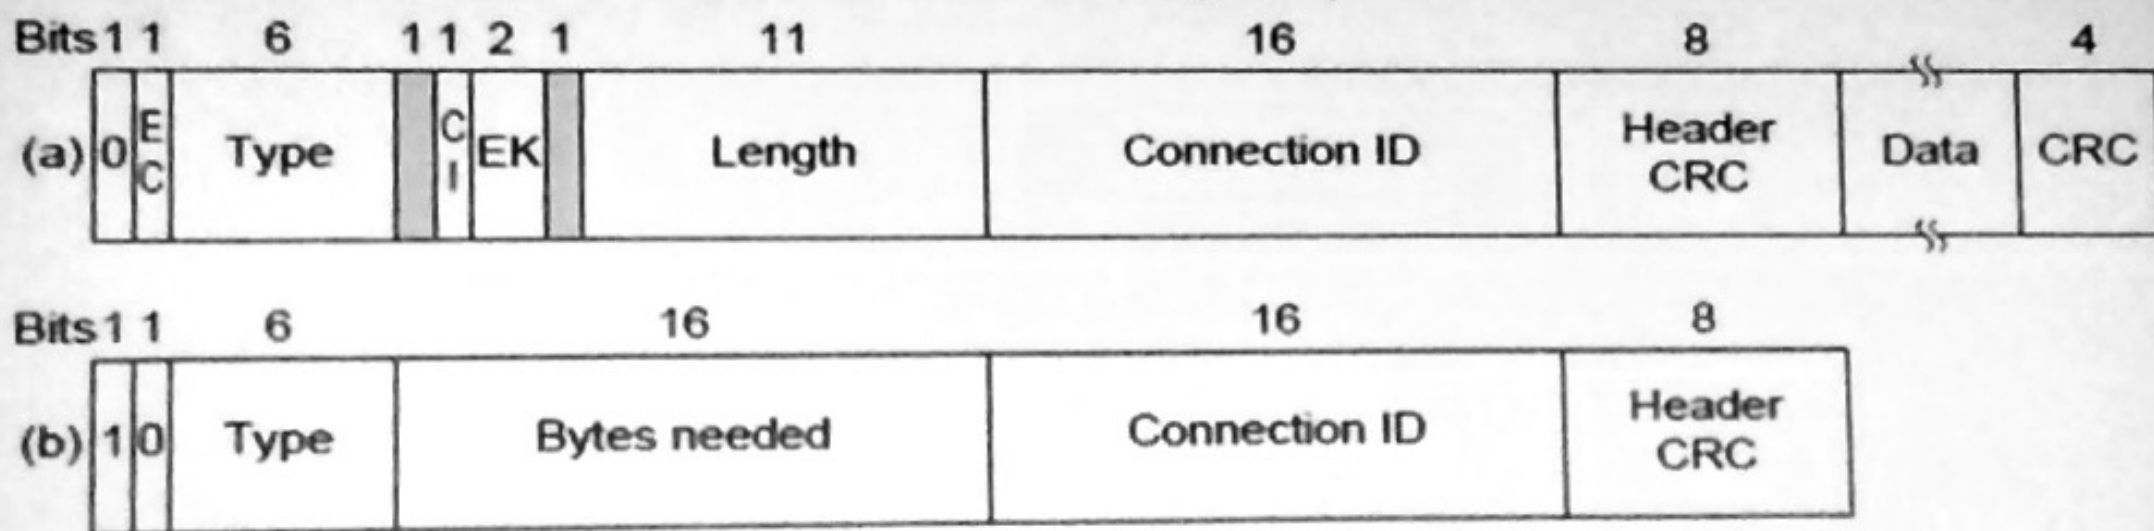 Bits 1 1 6 1 1 2 1 11 16 8 4
(a) 0 EC Type CI EK Length Connection ID Header CRC Data CRC
Bits 1 1 6 16 16 8
(b) 1 0 Type Bytes needed Connection ID Header CRC